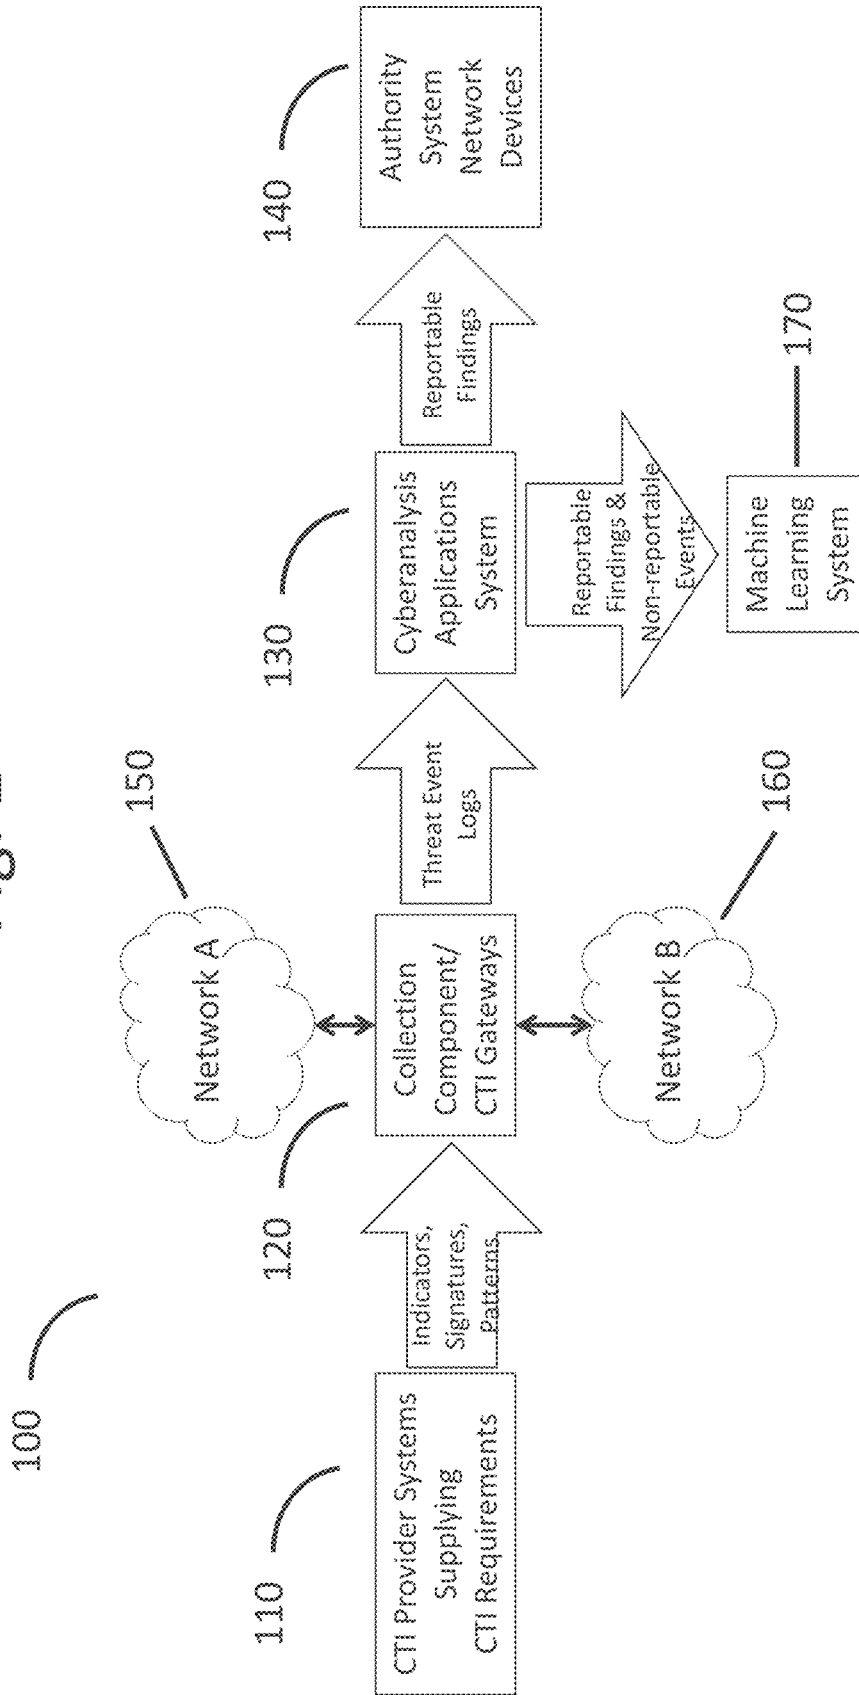 100
150
Network A
110
CTI Provider Systems
Supplying
CTI Requirements
Indicators,
Signatures,
Patterns
120
Collection
Component/
CTI Gateways
Threat Event
Logs
130
Cyberanalysis
Applications
System
Reportable
Findings
140
Authority
System
Network
Devices
Network B
160
Reportable
Findings &
Non-reportable
Events
Machine
Learning
System
170